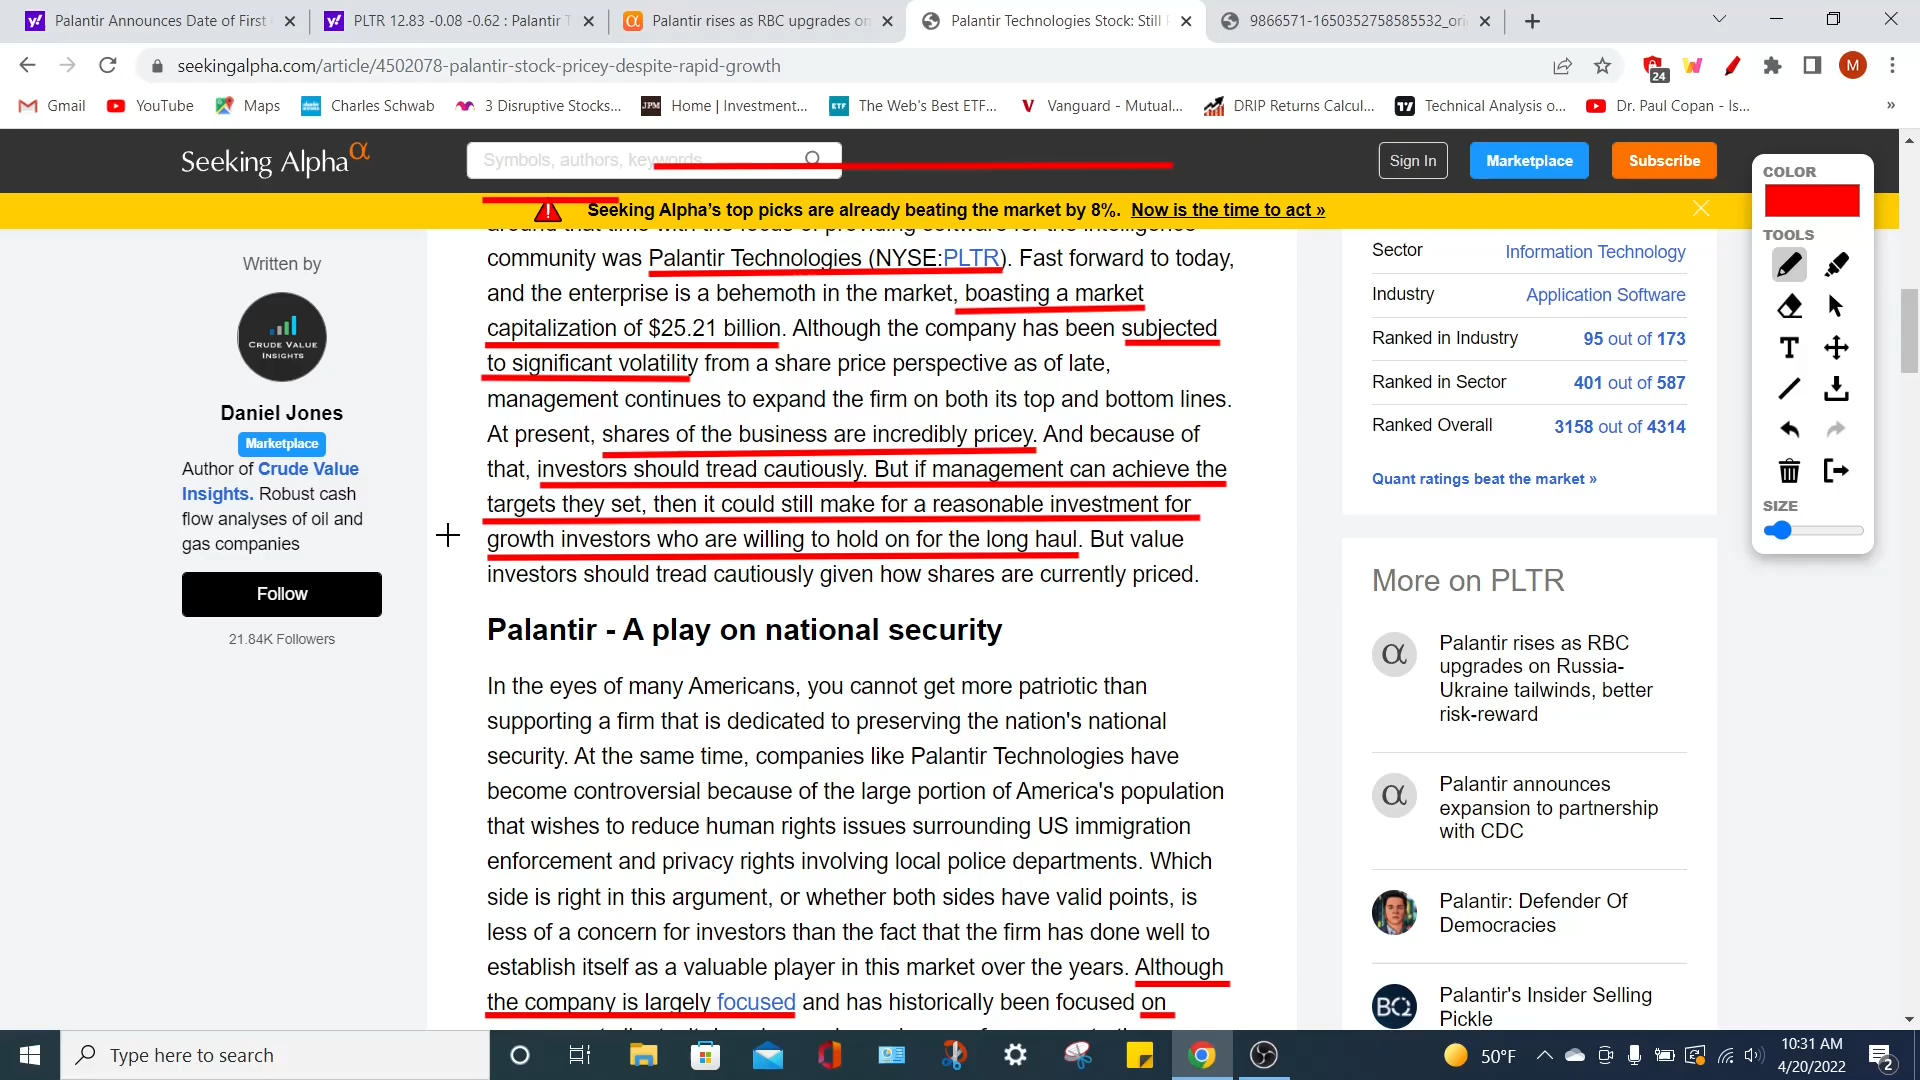 Palantir Announces Date of First
PLTR 12.83 -0.08 -0.62 : Palantir T
Palantir rises as RBC upgrades on
Palantir Technologies Stock: Still
9866571-1650352758585532_ori
seekingalpha.com/article/4502078-palantir-stock-pricey-despite-rapid-growth
24
M
Gmail
YouTube
Maps
Charles Schwab
3 Disruptive Stocks...
Home | Investment...
The Web's Best ETF...
Vanguard - Mutual...
DRIP Returns Calcul...
Technical Analysis o...
Dr. Paul Copan - Is...
»
Seeking Alpha α
Symbols, authors, keywords
Sign In
Marketplace
Subscribe
Seeking Alpha's top picks are already beating the market by 8%. Now is the time to act »
Written by
CRUDE VALUE
INSIGHTS
Daniel Jones
Marketplace
Author of Crude Value
Insights. Robust cash
flow analyses of oil and
gas companies
Follow
21.84K Followers
around that time with the focus of providing software for the intelligence
community was Palantir Technologies (NYSE:PLTR). Fast forward to today,
and the enterprise is a behemoth in the market, boasting a market
capitalization of $25.21 billion. Although the company has been subjected
to significant volatility from a share price perspective as of late,
management continues to expand the firm on both its top and bottom lines.
At present, shares of the business are incredibly pricey. And because of
that, investors should tread cautiously. But if management can achieve the
targets they set, then it could still make for a reasonable investment for
growth investors who are willing to hold on for the long haul. But value
investors should tread cautiously given how shares are currently priced.
Palantir - A play on national security
In the eyes of many Americans, you cannot get more patriotic than
supporting a firm that is dedicated to preserving the nation's national
security. At the same time, companies like Palantir Technologies have
become controversial because of the large portion of America's population
that wishes to reduce human rights issues surrounding US immigration
enforcement and privacy rights involving local police departments. Which
side is right in this argument, or whether both sides have valid points, is
less of a concern for investors than the fact that the firm has done well to
establish itself as a valuable player in this market over the years. Although
the company is largely focused and has historically been focused on
Sector Information Technology
Industry Application Software
Ranked in Industry 95 out of 173
Ranked in Sector 401 out of 587
Ranked Overall 3158 out of 4314
Quant ratings beat the market »
More on PLTR
Palantir rises as RBC
upgrades on Russia-
Ukraine tailwinds, better
risk-reward
Palantir announces
expansion to partnership
with CDC
Palantir: Defender Of
Democracies
Palantir's Insider Selling
Pickle
COLOR
TOOLS
SIZE
Type here to search
50°F
10:31 AM
4/20/2022
2